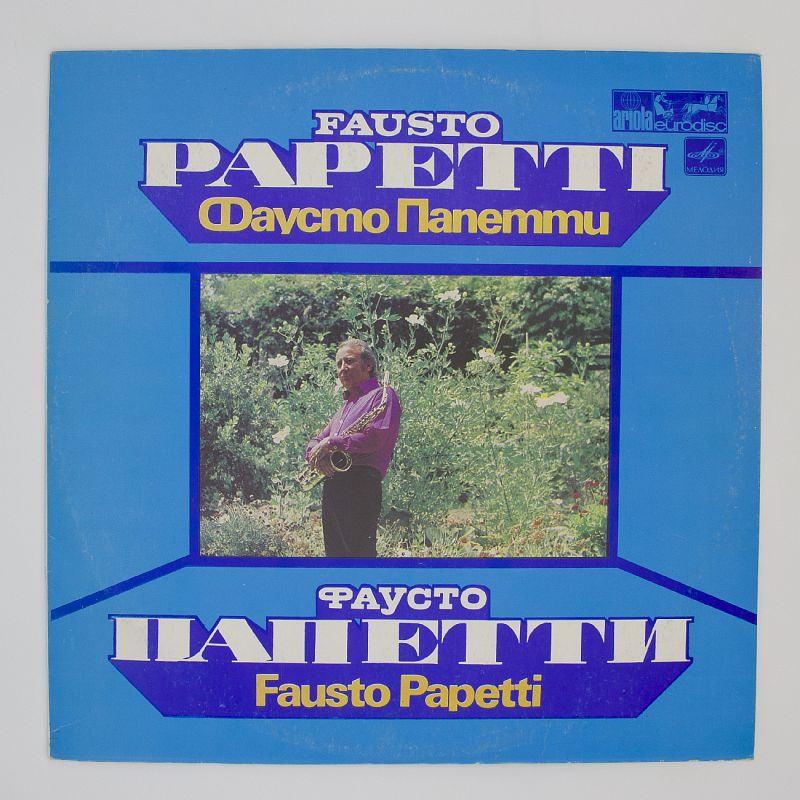 FAUSTO
PAPETTI
Фаусто Папетти
ariola eurodisc
МЕЛОДИЯ
ФАУСТО
ПАПЕТТИ
Fausto Papetti